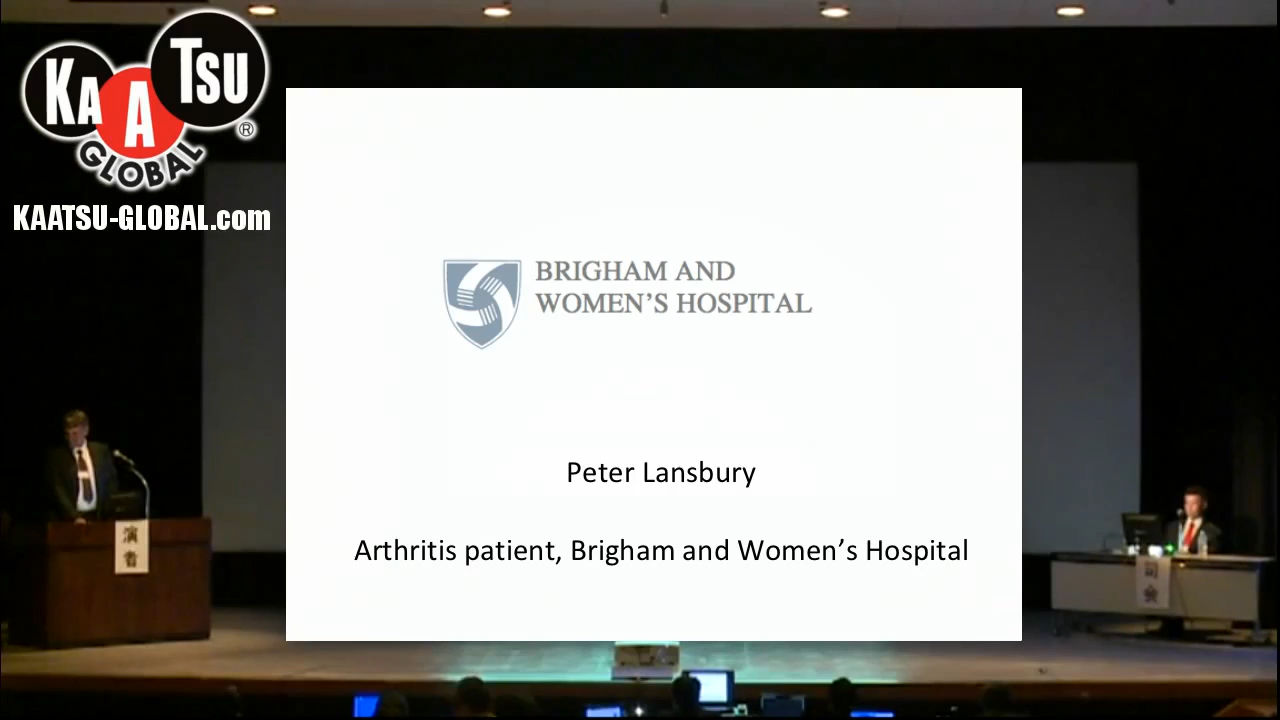 KAATSU
GLOBAL
®
KAATSU-GLOBAL.com
BRIGHAM AND
WOMEN’S HOSPITAL
Peter Lansbury
Arthritis patient, Brigham and Women’s Hospital
演者
司会